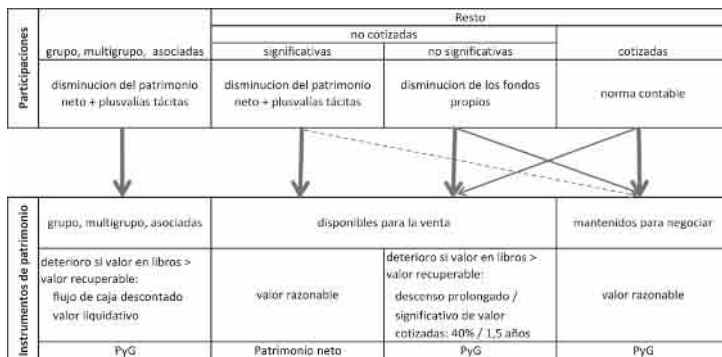 Resto
no cotizadas
grupo, multigrupo, asociadas
significativas
no significativas
cotizadas
Participaciones
disminucion del patrimonio
neto + plusvalías tácitas
disminucion del patrimonio
neto + plusvalías tácitas
disminucion de los fondos
propios
norma contable
Instrumentos de patrimonio
grupo, multigrupo, asociadas
disponibles para la venta
mantenidos para negociar
deterioro si valor en libros >
valor recuperable:
flujo de caja descontado
valor liquidativo
valor razonable
deterioro si valor en libros >
valor recuperable:
descenso prolongado /
significativo de valor
cotizadas: 40% / 1,5 años
valor razonable
PyG
Patrimonio neto
PyG
PyG